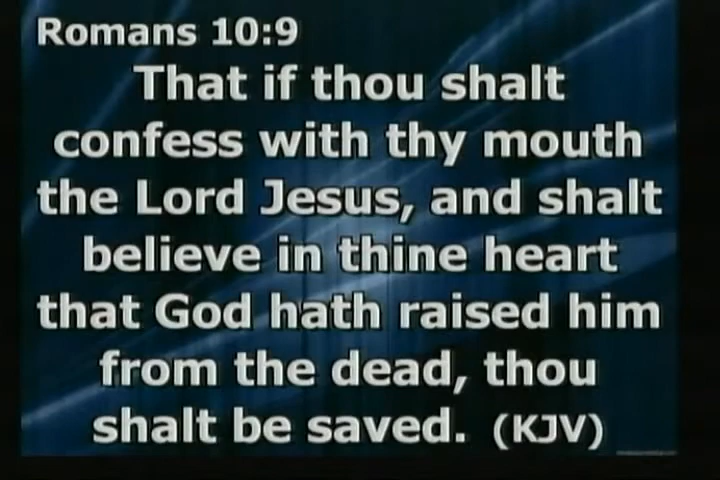 Romans 10:9
That if thou shalt
confess with thy mouth
the Lord Jesus, and shalt
believe in thine heart
that God hath raised him
from the dead, thou
shalt be saved. (KJV)